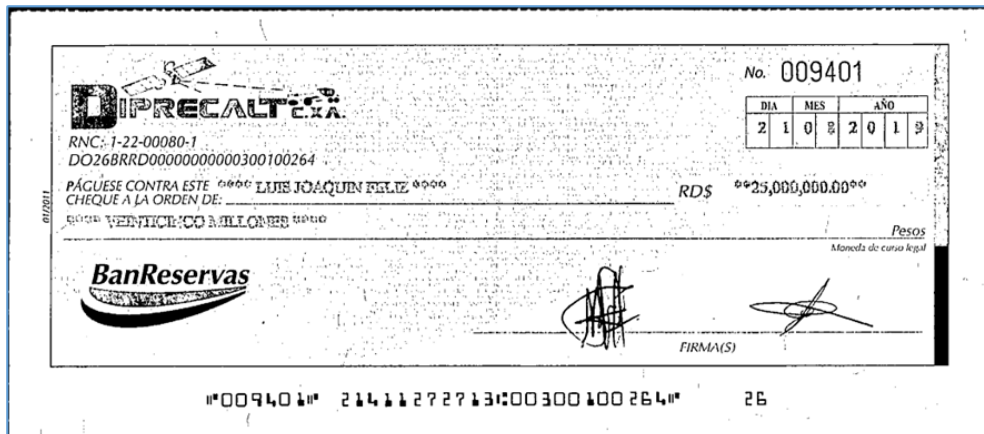 DIPRECALT C.X.A.
No. 009401
DIA MES AÑO
2 1 0 8 2 0 1 9
RNC: 1-22-00080-1
DO26BRRD00000000000300100264
PÁGUESE CONTRA ESTE CHEQUE A LA ORDEN DE: **** LUIS JOAQUIN FELIZ **** RD$ **25,000,000.00**
**** VEINTICINCO MILLONES ****
Pesos
Moneda de curso legal
01/2011
BanReservas
FIRMA(S)
⑈009401⑈ 21411272713⑆00300100264⑈ 26